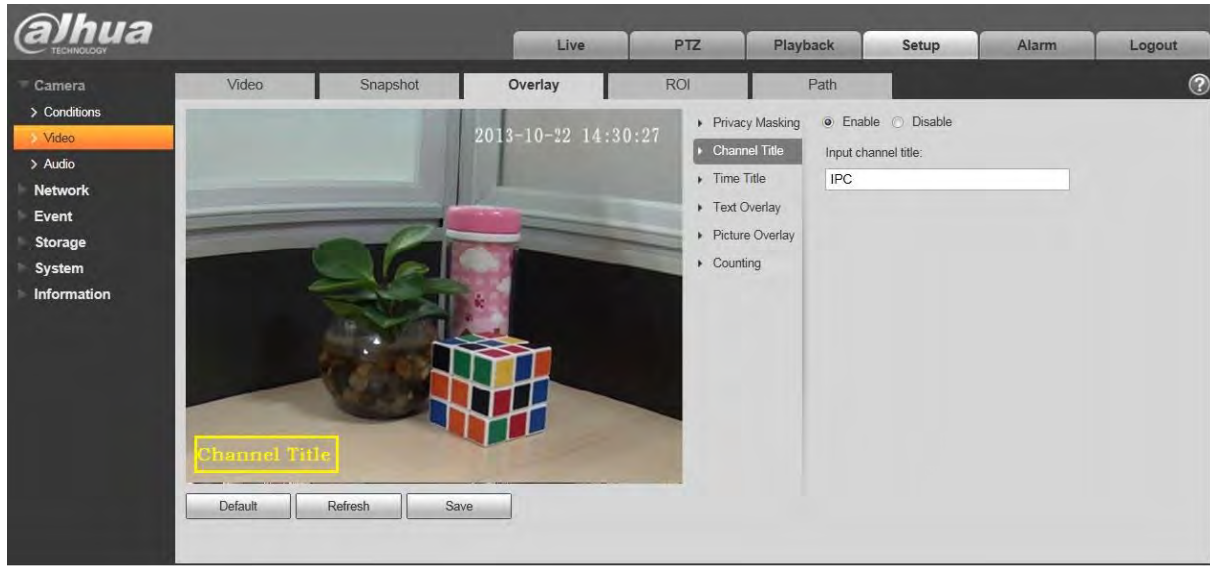 alhua
TECHNOLOGY
Live PTZ Playback Setup Alarm Logout
Camera
Conditions
Video
Audio
Network
Event
Storage
System
Information
Video Snapshot Overlay ROI Path
?
2013-10-22 14:30:27
Channel Title
Default Refresh Save
Privacy Masking
Channel Title
Time Title
Text Overlay
Picture Overlay
Counting
Enable Disable
Input channel title:
IPC